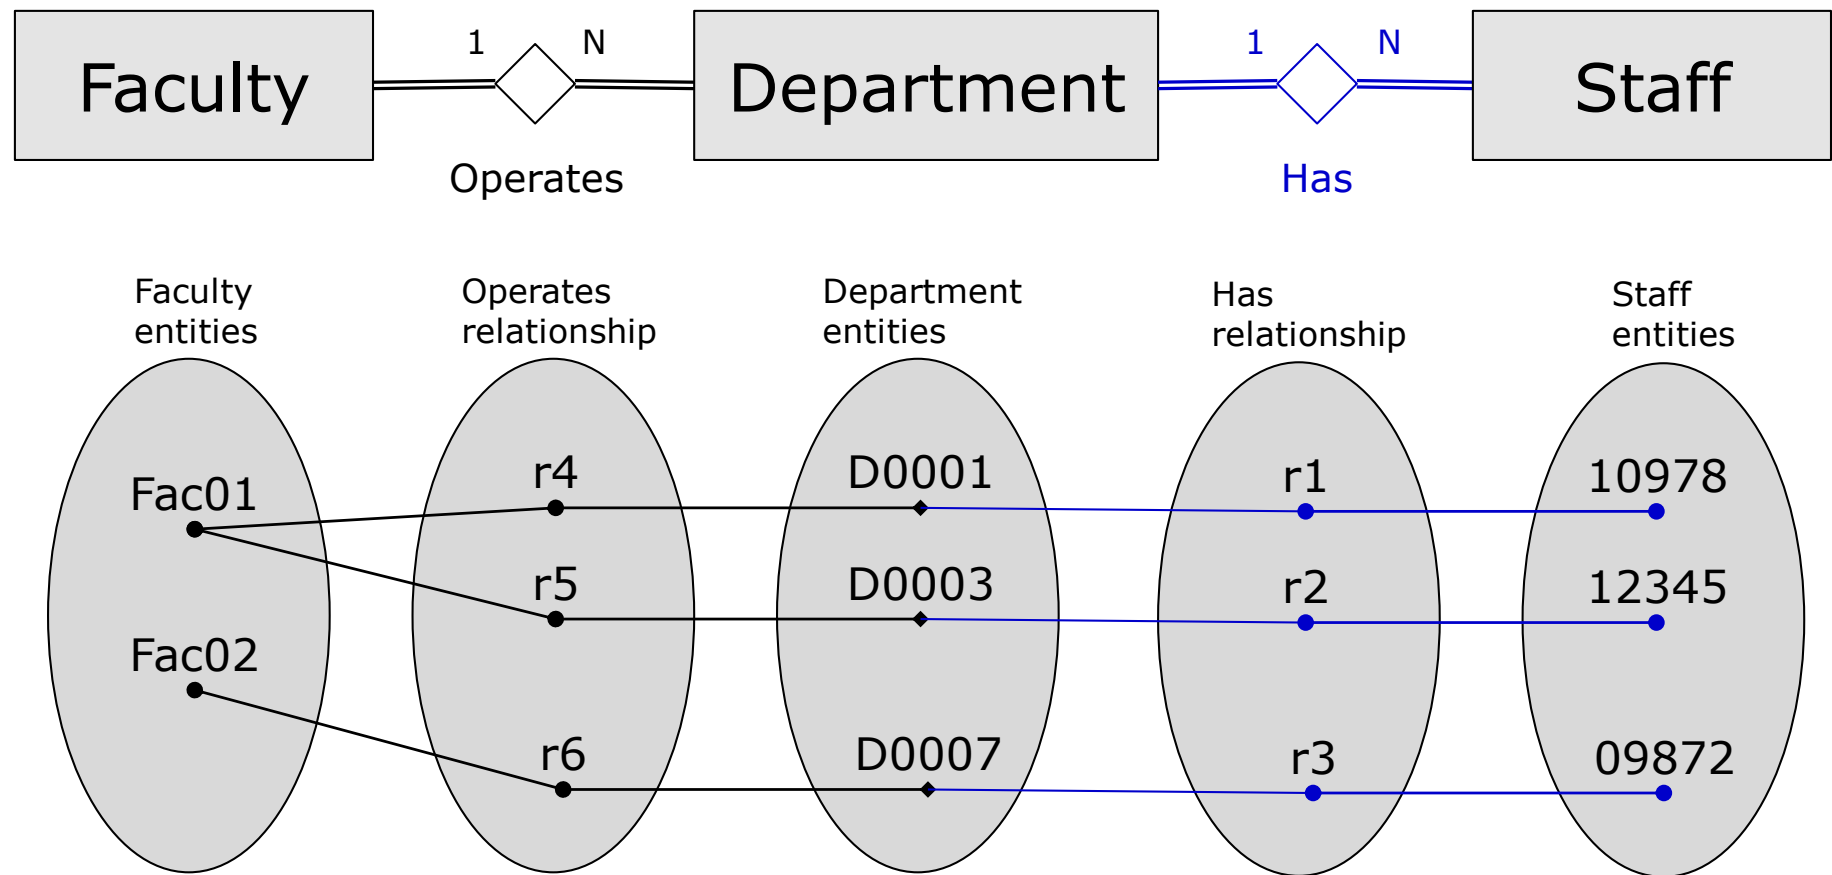 Faculty
1
N
Operates
Department
1
N
Has
Staff
Faculty
entities
Operates
relationship
Department
entities
Has
relationship
Staff
entities
Fac01
r4
D0001
r1
10978
r5
D0003
r2
12345
Fac02
r6
D0007
r3
09872